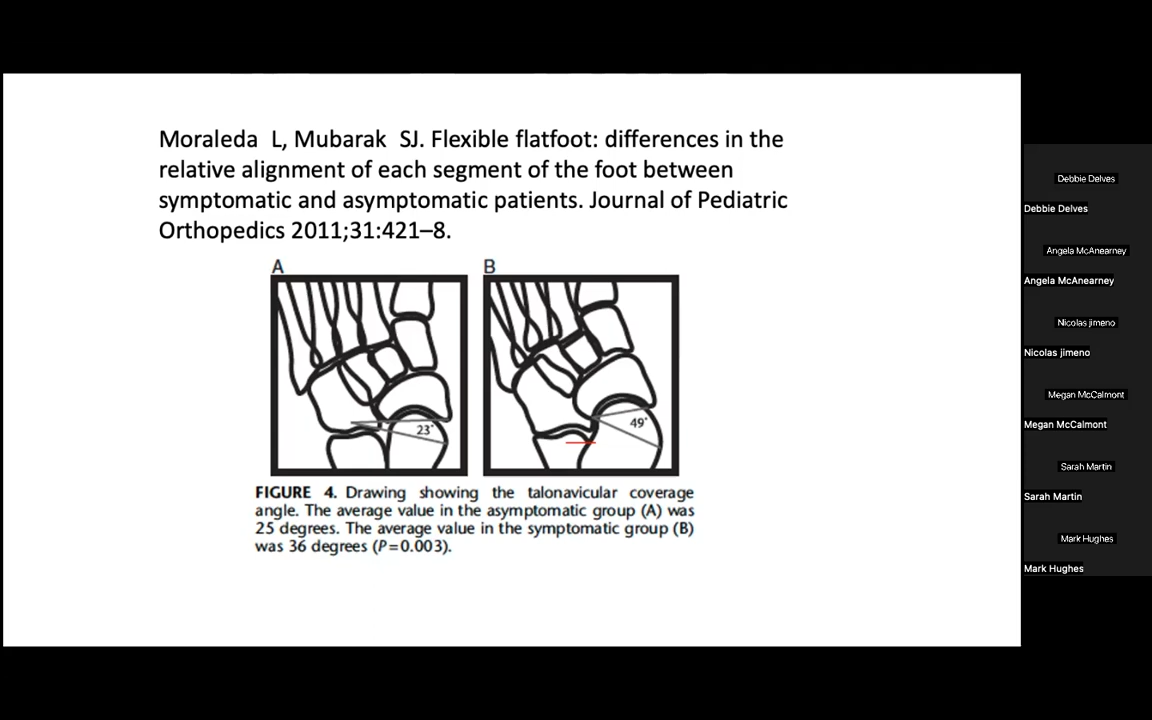 Moraleda L, Mubarak SJ. Flexible flatfoot: differences in the
relative alignment of each segment of the foot between
symptomatic and asymptomatic patients. Journal of Pediatric
Orthopedics 2011;31:421–8.
A
B
23°
49°
FIGURE 4. Drawing showing the talonavicular coverage
angle. The average value in the asymptomatic group (A) was
25 degrees. The average value in the symptomatic group (B)
was 36 degrees (P=0.003).
Debbie Delves
Debbie Delves
Angela McAnearney
Angela McAnearney
Nicolas jimeno
Nicolas jimeno
Megan McCalmont
Megan McCalmont
Sarah Martin
Sarah Martin
Mark Hughes
Mark Hughes